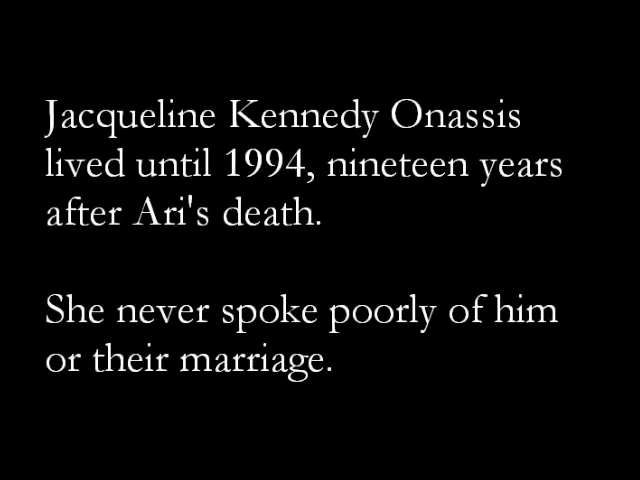 Jacqueline Kennedy Onassis
lived until 1994, nineteen years
after Ari's death.
She never spoke poorly of him
or their marriage.